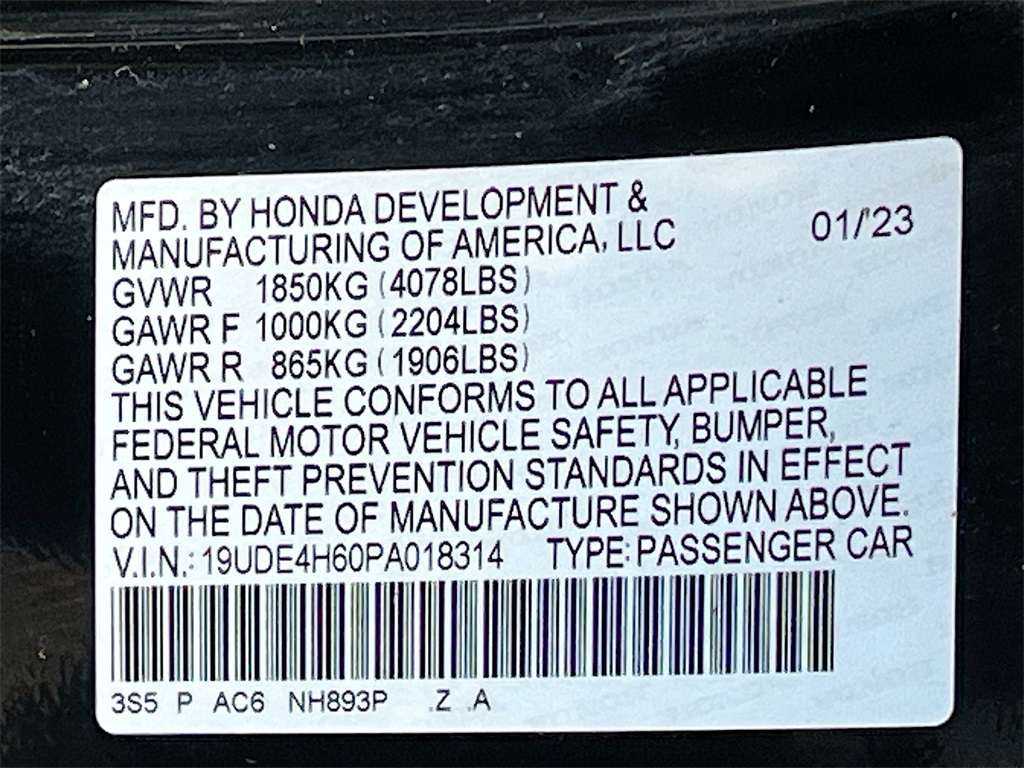 MFD. BY HONDA DEVELOPMENT &
MANUFACTURING OF AMERICA, LLC 01/23
GVWR 1850KG (4078LBS)
GAWR F 1000KG (2204LBS)
GAWR R 865KG (1906LBS)
THIS VEHICLE CONFORMS TO ALL APPLICABLE
FEDERAL MOTOR VEHICLE SAFETY, BUMPER,
AND THEFT PREVENTION STANDARDS IN EFFECT
ON THE DATE OF MANUFACTURE SHOWN ABOVE.
V.I.N.: 19UDE4H60PA018314 TYPE: PASSENGER CAR
3S5 P AC6 NH893P .Z .A